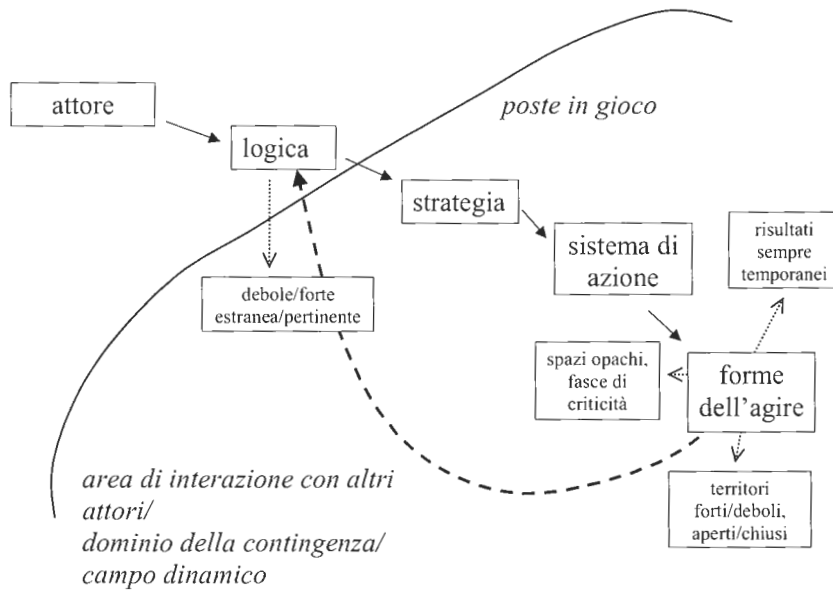 attore
poste in gioco
logica
strategia
sistema di
azione
risultati
sempre
temporanei
debole/forte
estranea/pertinente
spazi opachi,
fasce di
criticità
forme
dell’agire
area di interazione con altri
attori/
dominio della contingenza/
campo dinamico
territori
forti/deboli,
aperti/chiusi